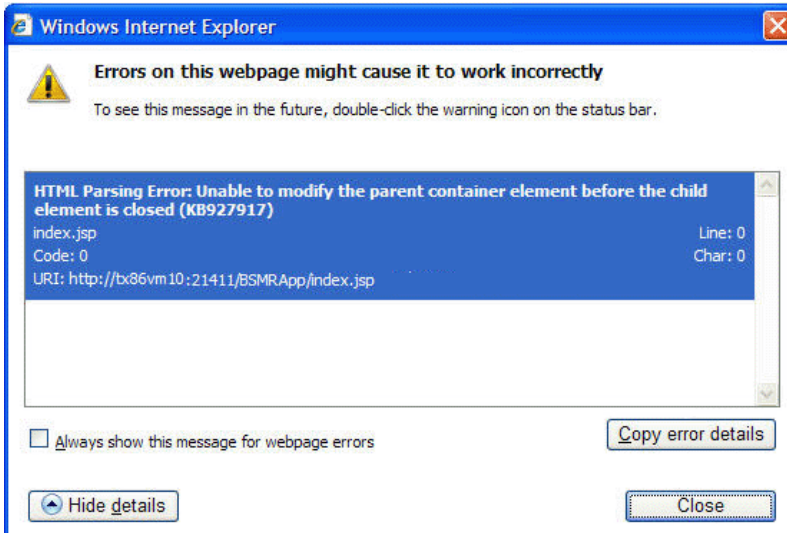 Windows Internet Explorer
Errors on this webpage might cause it to work incorrectly
To see this message in the future, double-click the warning icon on the status bar.
HTML Parsing Error: Unable to modify the parent container element before the child
element is closed (KB927917)
index.jsp Line: 0
Code: 0 Char: 0
URI: http://tx86vm10:21411/BSMRApp/index.jsp
Always show this message for webpage errors
Copy error details
Hide details
Close